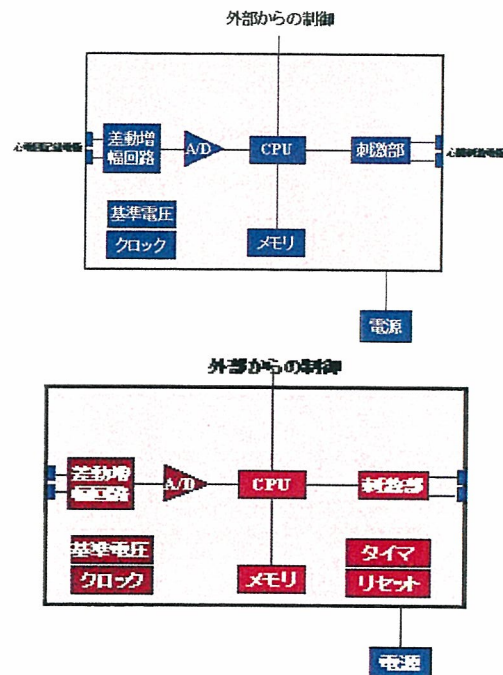 外部からの制御
差動増
幅回路
A/D
CPU
刺激部
基準電圧
クロック
メモリ
電源
外部からの制御
差動増
幅回路
A/D
CPU
刺激部
基準電圧
クロック
メモリ
タイマ
リセット
電源